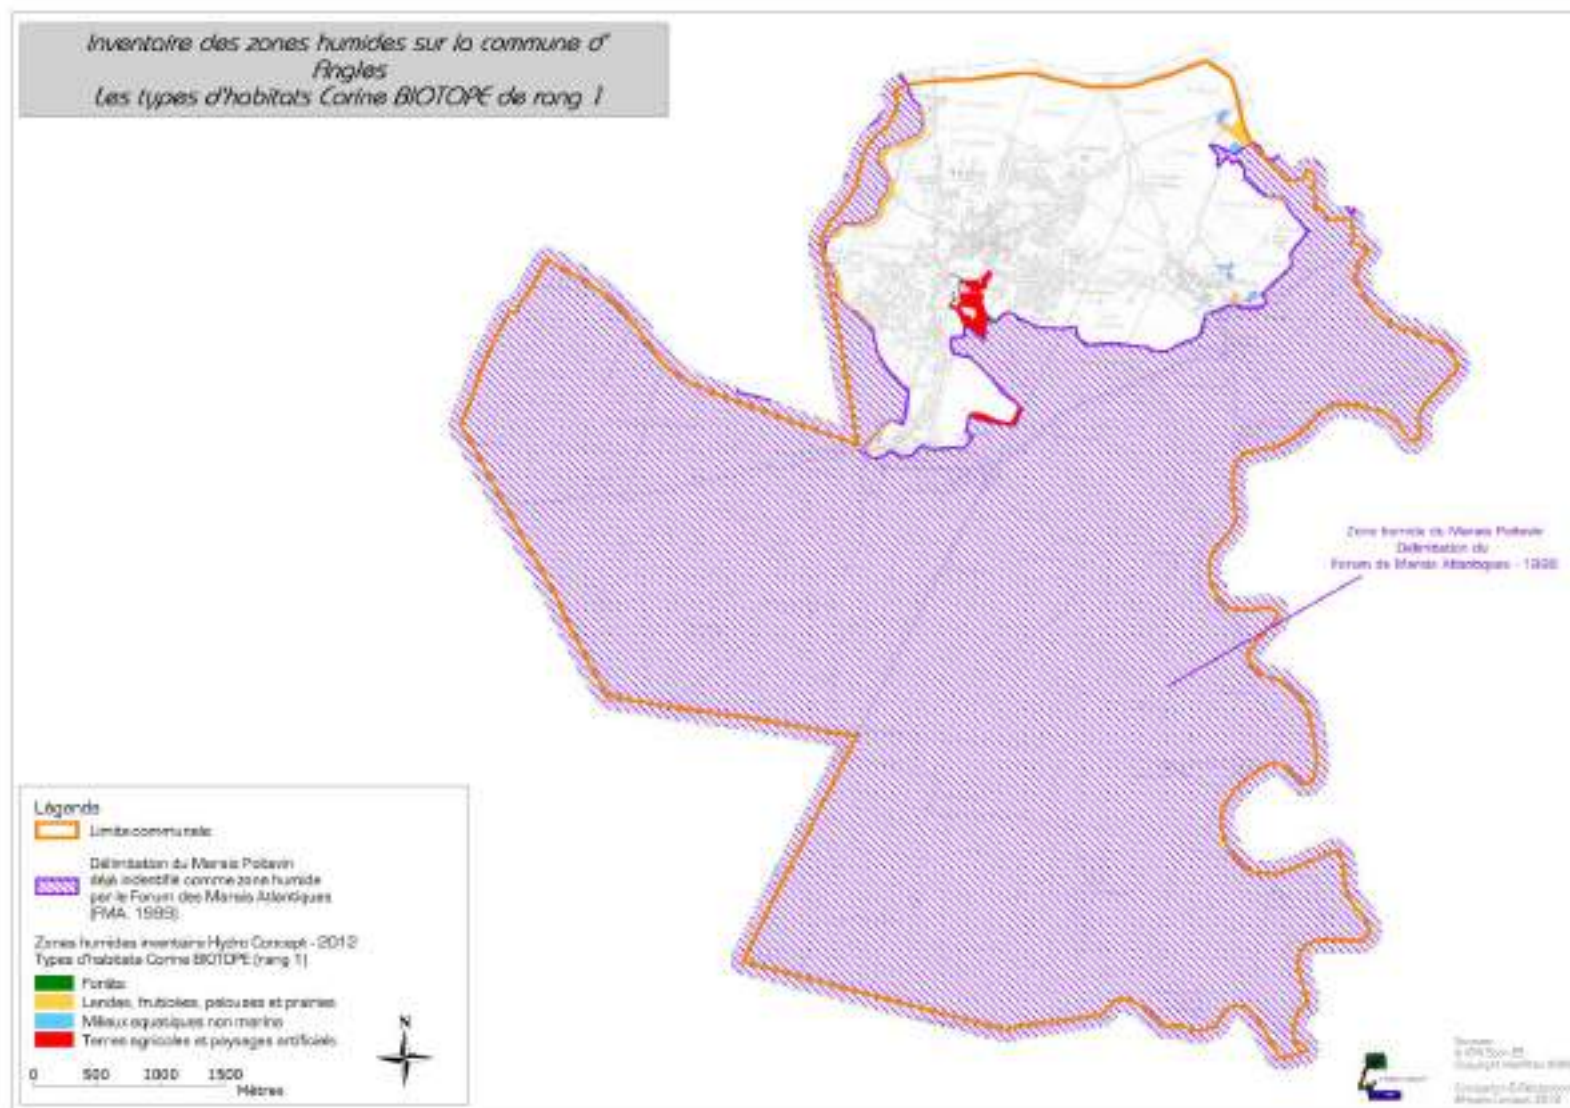 Inventaire des zones humides sur la commune d'
Angles
Les types d'habitats Corine BIOTOPE de rang 1
Zone humide du Marais Poitevin
Délimitation du
Forum de Marais Atlantiques - 1999
Légende
Limite communale
Délimitation du Marais Poitevin
déjà indentifié comme zone humide
par le Forum des Marais Atlantiques
(FMA, 1999)
Zones humides inventaire Hydro Concept - 2012
Types d'habitats Corine BIOTOPE (rang 1)
Forêts
Landes, fruticées, pelouses et prairies
Milieux aquatiques non marins
Terres agricoles et paysages artificiels
N
0 500 1000 1500
Mètres